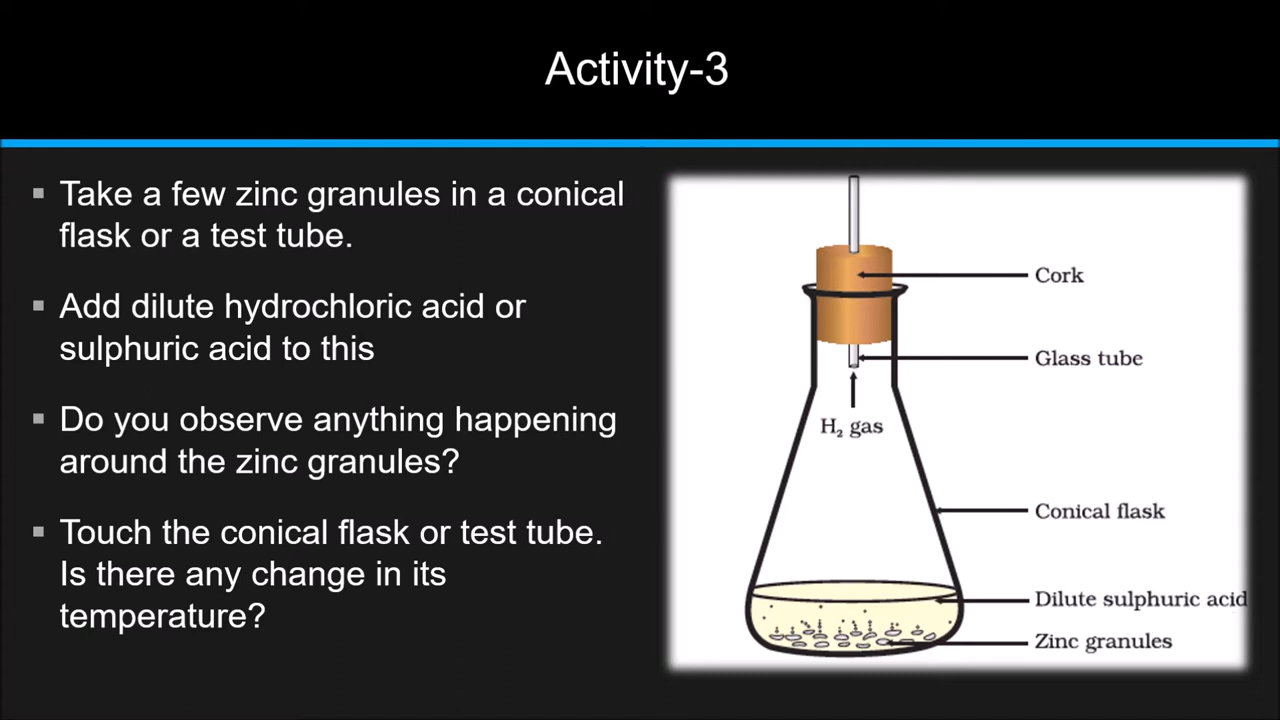 Activity-3
Take a few zinc granules in a conical
flask or a test tube.
Add dilute hydrochloric acid or
sulphuric acid to this
Do you observe anything happening
around the zinc granules?
Touch the conical flask or test tube.
Is there any change in its
temperature?
Cork
Glass tube
H₂ gas
Conical flask
Dilute sulphuric acid
Zinc granules